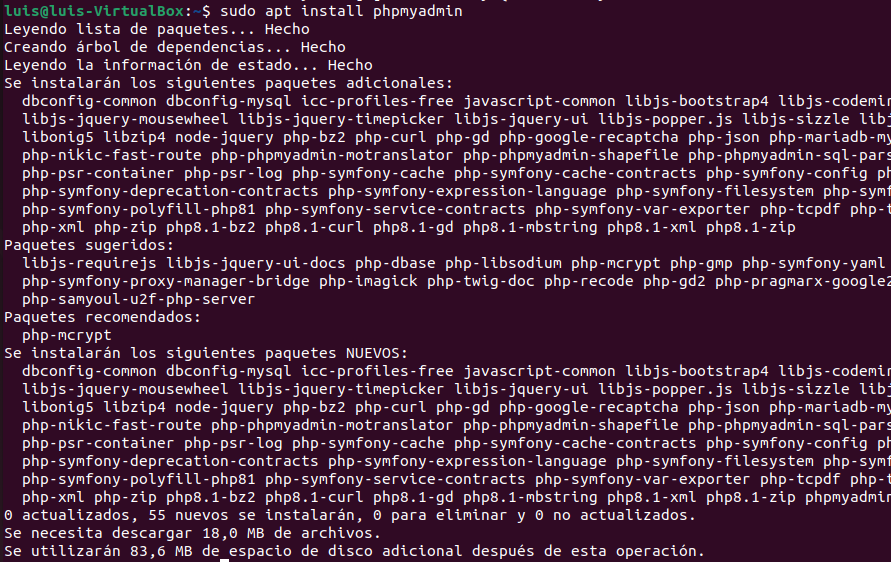 luis@luis-VirtualBox:~$ sudo apt install phpmyadmin
Leyendo lista de paquetes... Hecho
Creando árbol de dependencias... Hecho
Leyendo la información de estado... Hecho
Se instalarán los siguientes paquetes adicionales:
dbconfig-common dbconfig-mysql icc-profiles-free javascript-common libjs-bootstrap4 libjs-codemir
libjs-jquery-mousewheel libjs-jquery-timepicker libjs-jquery-ui libjs-popper.js libjs-sizzle libj
libonig5 libzip4 node-jquery php-bz2 php-curl php-gd php-google-recaptcha php-json php-mariadb-my
php-nikic-fast-route php-phpmyadmin-motranslator php-phpmyadmin-shapefile php-phpmyadmin-sql-pars
php-psr-container php-psr-log php-symfony-cache php-symfony-cache-contracts php-symfony-config ph
php-symfony-deprecation-contracts php-symfony-expression-language php-symfony-filesystem php-symf
php-symfony-polyfill-php81 php-symfony-service-contracts php-symfony-var-exporter php-tcpdf php-t
php-xml php-zip php8.1-bz2 php8.1-curl php8.1-gd php8.1-mbstring php8.1-xml php8.1-zip
Paquetes sugeridos:
libjs-requirejs libjs-jquery-ui-docs php-dbase php-libsodium php-mcrypt php-gmp php-symfony-yaml
php-symfony-proxy-manager-bridge php-imagick php-twig-doc php-recode php-gd2 php-pragmarx-google2
php-samyoul-u2f-php-server
Paquetes recomendados:
php-mcrypt
Se instalarán los siguientes paquetes NUEVOS:
dbconfig-common dbconfig-mysql icc-profiles-free javascript-common libjs-bootstrap4 libjs-codemir
libjs-jquery-mousewheel libjs-jquery-timepicker libjs-jquery-ui libjs-popper.js libjs-sizzle libj
libonig5 libzip4 node-jquery php-bz2 php-curl php-gd php-google-recaptcha php-json php-mariadb-my
php-nikic-fast-route php-phpmyadmin-motranslator php-phpmyadmin-shapefile php-phpmyadmin-sql-pars
php-psr-container php-psr-log php-symfony-cache php-symfony-cache-contracts php-symfony-config ph
php-symfony-deprecation-contracts php-symfony-expression-language php-symfony-filesystem php-symf
php-symfony-polyfill-php81 php-symfony-service-contracts php-symfony-var-exporter php-tcpdf php-t
php-xml php-zip php8.1-bz2 php8.1-curl php8.1-gd php8.1-mbstring php8.1-xml php8.1-zip phpmyadmin
0 actualizados, 55 nuevos se instalarán, 0 para eliminar y 0 no actualizados.
Se necesita descargar 18,0 MB de archivos.
Se utilizarán 83,6 MB de espacio de disco adicional después de esta operación.